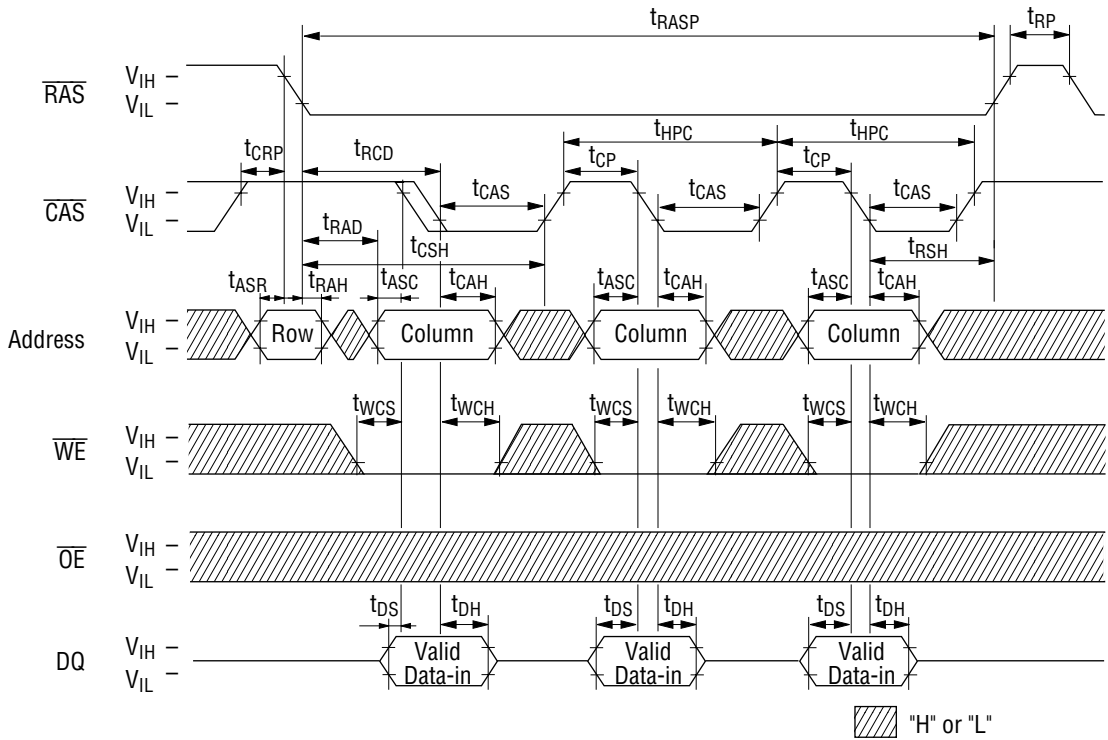 tRASP
tRP
RAS
VIH
VIL
tCRP
tRCD
tHPC
tHPC
tCP
tCP
CAS
VIH
VIL
tCAS
tCAS
tCAS
tRAD
tCSH
tRSH
tASR
tRAH
tASC
tCAH
tASC
tCAH
tASC
tCAH
Address
VIH
VIL
Row
Column
Column
Column
tWCS
tWCH
tWCS
tWCH
tWCS
tWCH
WE
VIH
VIL
OE
VIH
VIL
tDS
tDH
tDS
tDH
tDS
tDH
DQ
VIH
VIL
Valid
Data-in
Valid
Data-in
Valid
Data-in
"H" or "L"